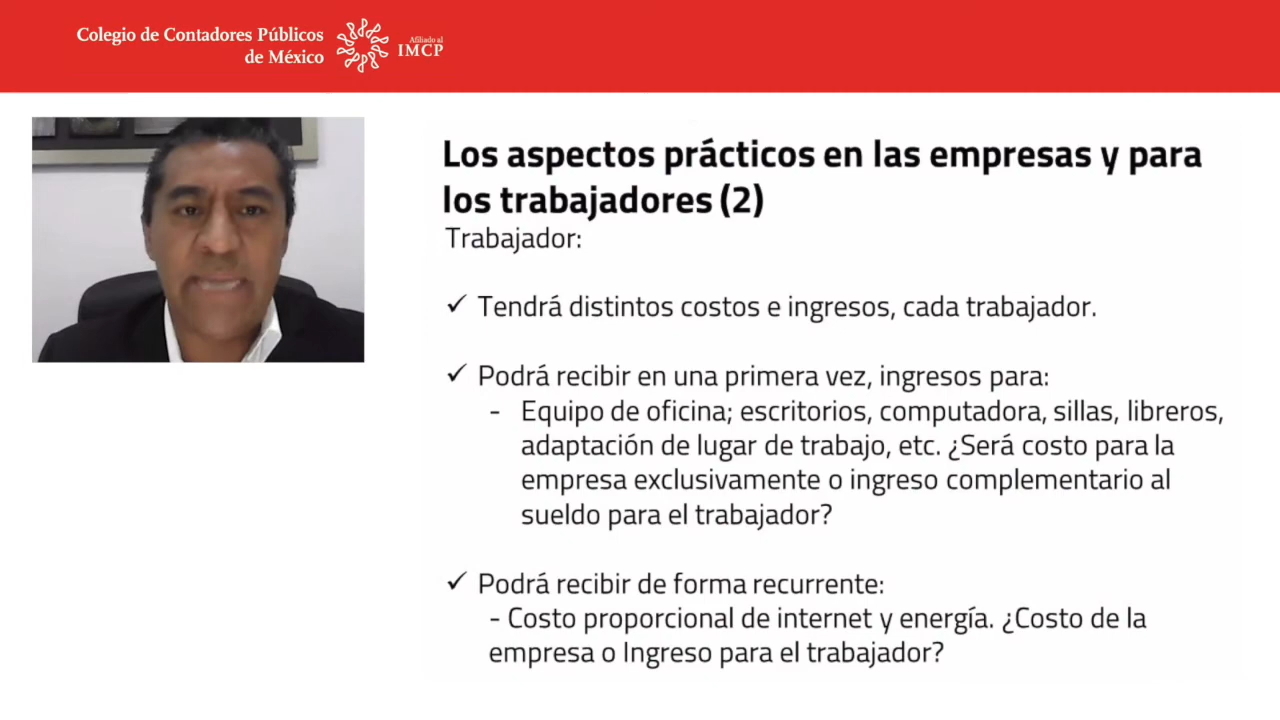 Colegio de Contadores Públicos
de México
Afiliado al
IMCP
Los aspectos prácticos en las empresas y para
los trabajadores (2)
Trabajador:
✓ Tendrá distintos costos e ingresos, cada trabajador.
✓ Podrá recibir en una primera vez, ingresos para:
- Equipo de oficina; escritorios, computadora, sillas, libreros,
adaptación de lugar de trabajo, etc. ¿Será costo para la
empresa exclusivamente o ingreso complementario al
sueldo para el trabajador?
✓ Podrá recibir de forma recurrente:
- Costo proporcional de internet y energía. ¿Costo de la
empresa o Ingreso para el trabajador?